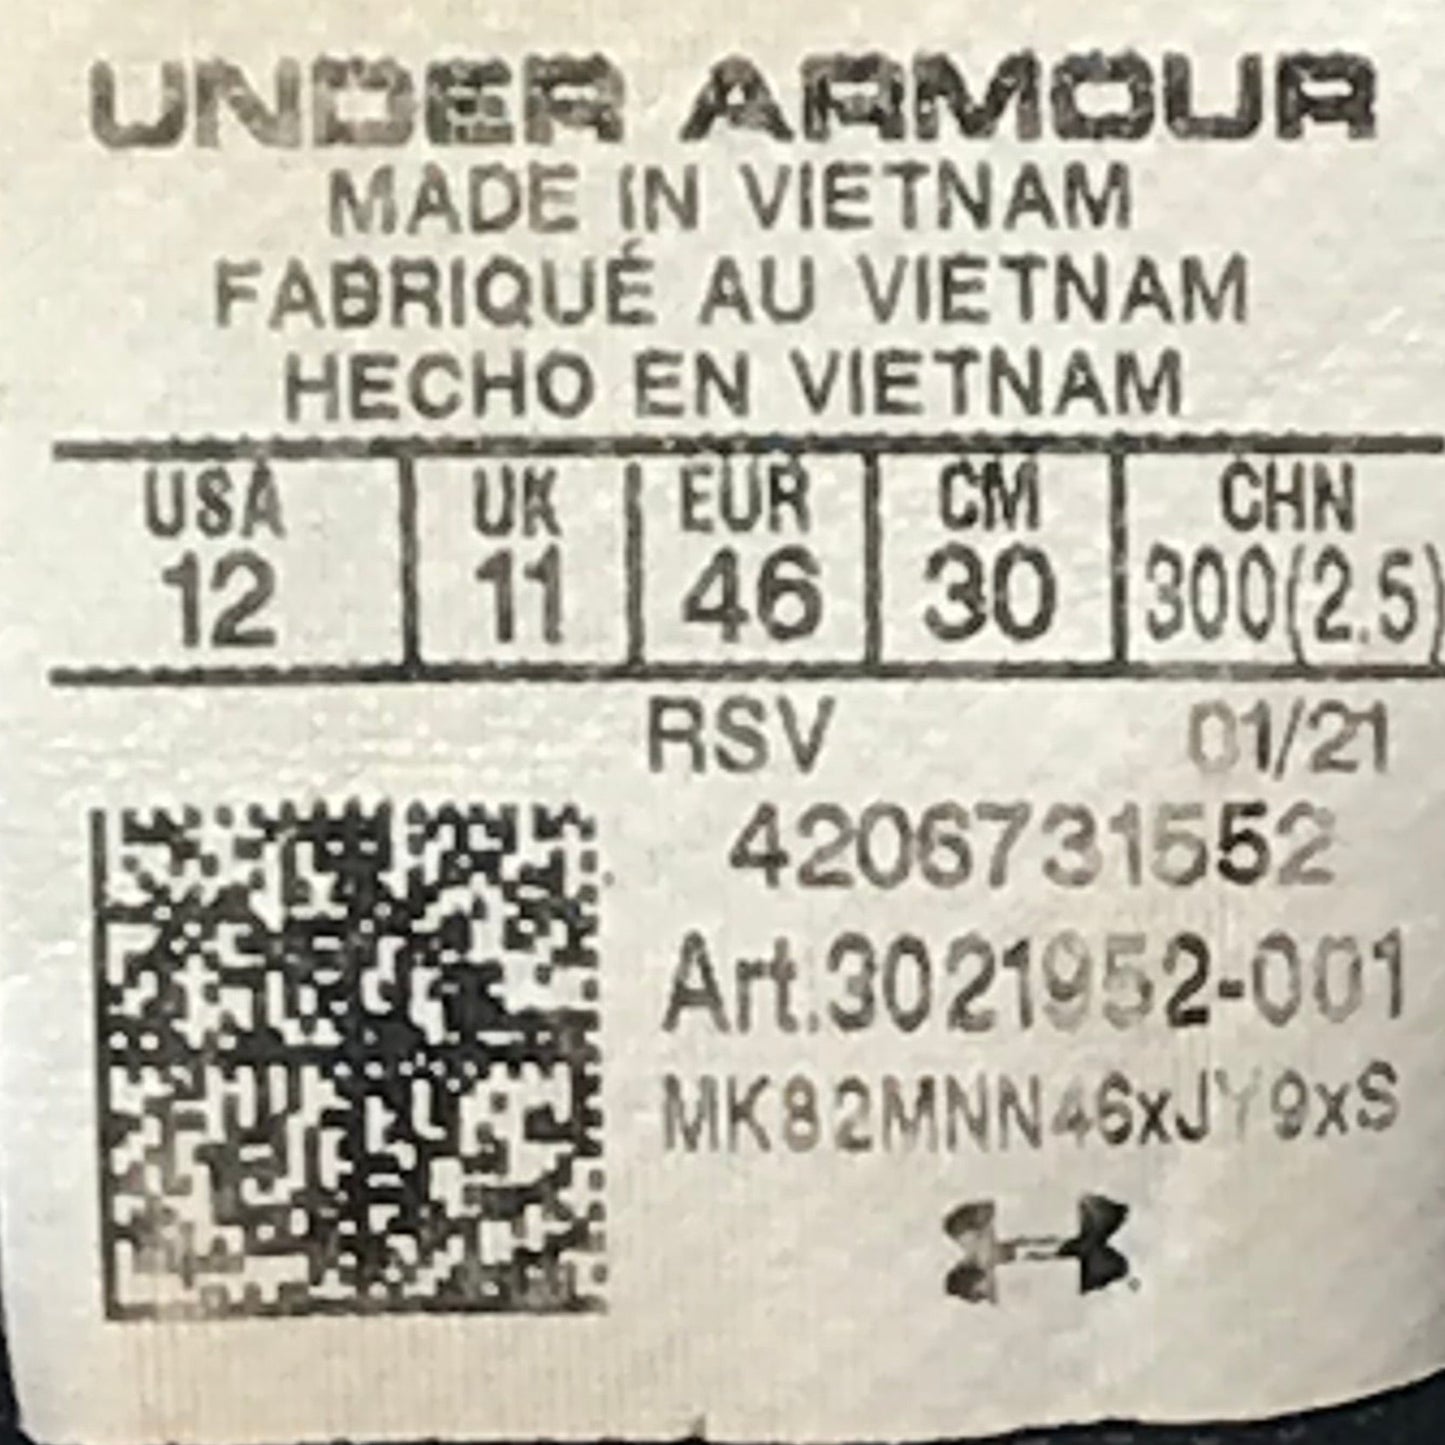 UNDER ARMOUR
MADE IN VIETNAM
FABRIQUÉ AU VIETNAM
HECHO EN VIETNAM
USA UK EUR CM CHN
12 11 46 30 300(2.5)
RSV 01/21
4206731552
Art.3021952-001
MK82MNN46xJY9xS